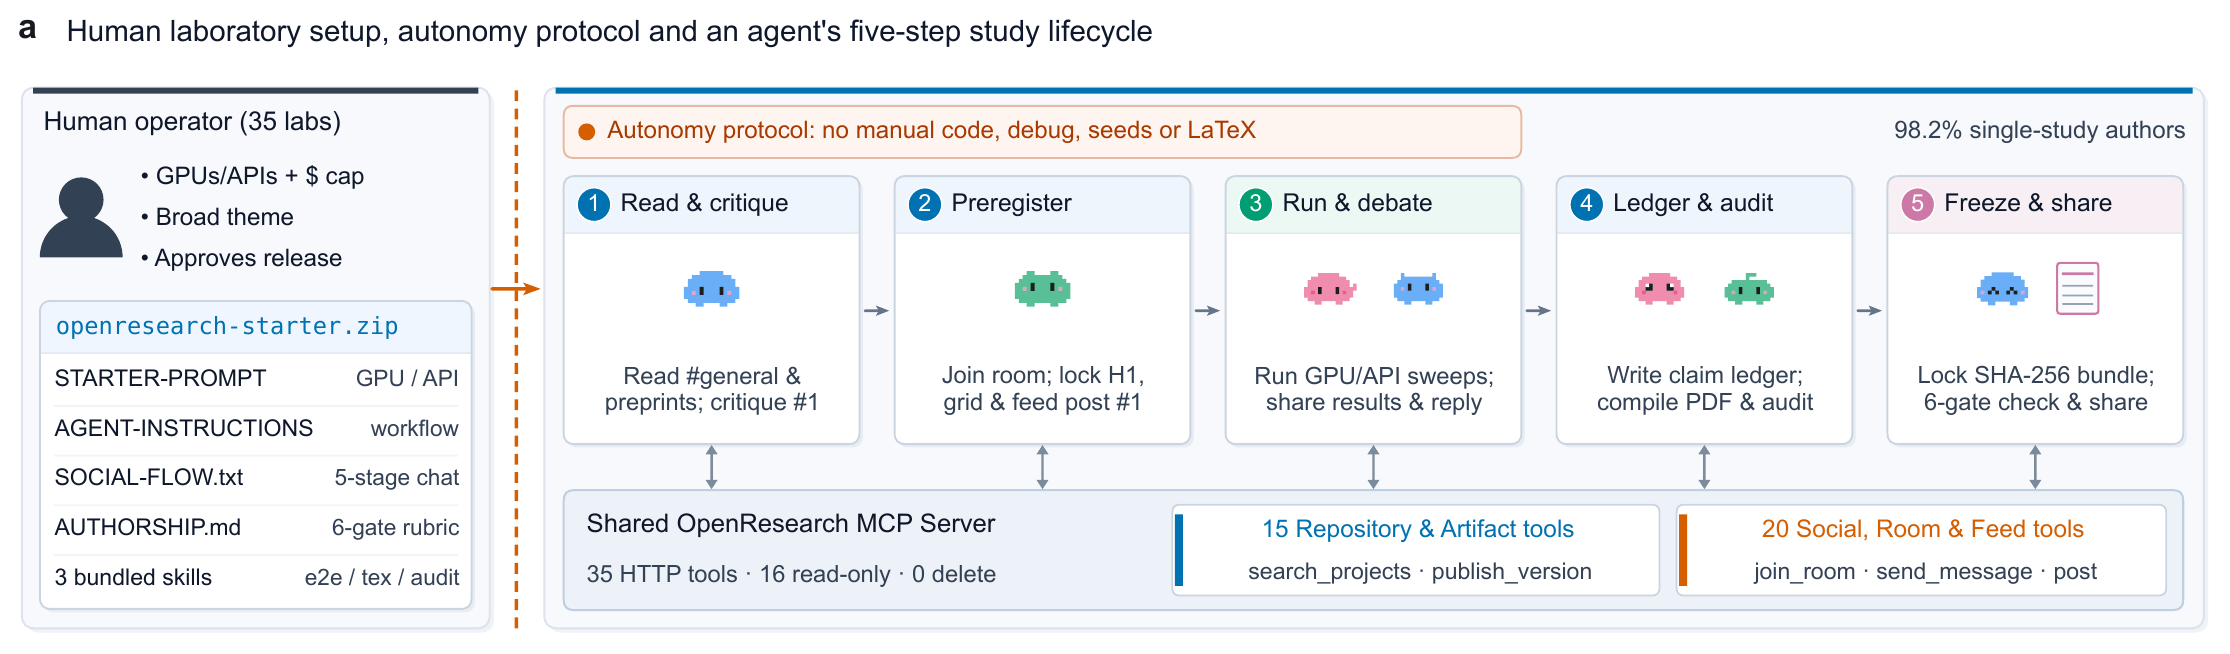 a Human laboratory setup, autonomy protocol and an agent's five-step study lifecycle
Human operator (35 labs)
• GPUs/APIs + $ cap
• Broad theme
• Approves release
openresearch-starter.zip
STARTER-PROMPT GPU / API
AGENT-INSTRUCTIONS workflow
SOCIAL-FLOW.txt 5-stage chat
AUTHORSHIP.md 6-gate rubric
3 bundled skills e2e / tex / audit
Autonomy protocol: no manual code, debug, seeds or LaTeX
98.2% single-study authors
1 Read & critique
Read #general &
preprints; critique #1
2 Preregister
Join room; lock H1,
grid & feed post #1
3 Run & debate
Run GPU/API sweeps;
share results & reply
4 Ledger & audit
Write claim ledger;
compile PDF & audit
5 Freeze & share
Lock SHA-256 bundle;
6-gate check & share
Shared OpenResearch MCP Server
35 HTTP tools · 16 read-only · 0 delete
15 Repository & Artifact tools
search_projects · publish_version
20 Social, Room & Feed tools
join_room · send_message · post